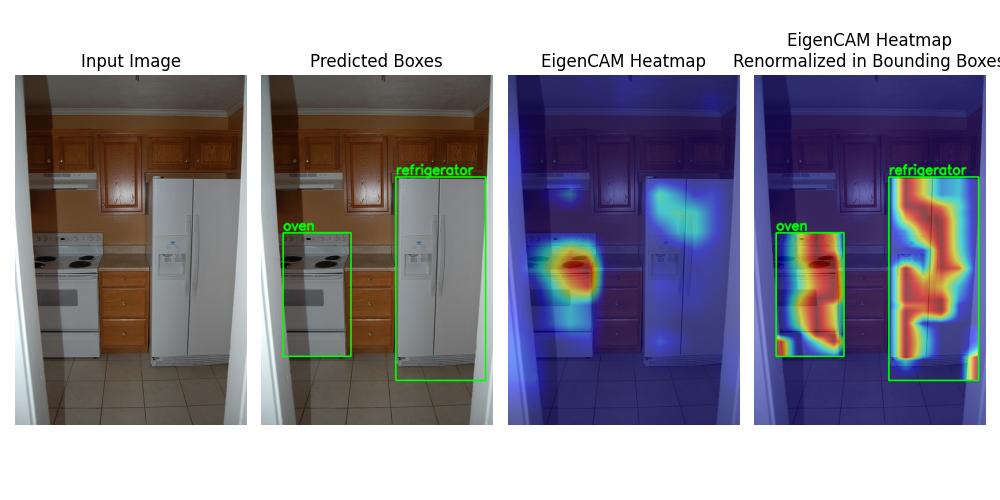 Input Image
Predicted Boxes
EigenCAM Heatmap
EigenCAM Heatmap
Renormalized in Bounding Boxes
refrigerator
oven
refrigerator
oven